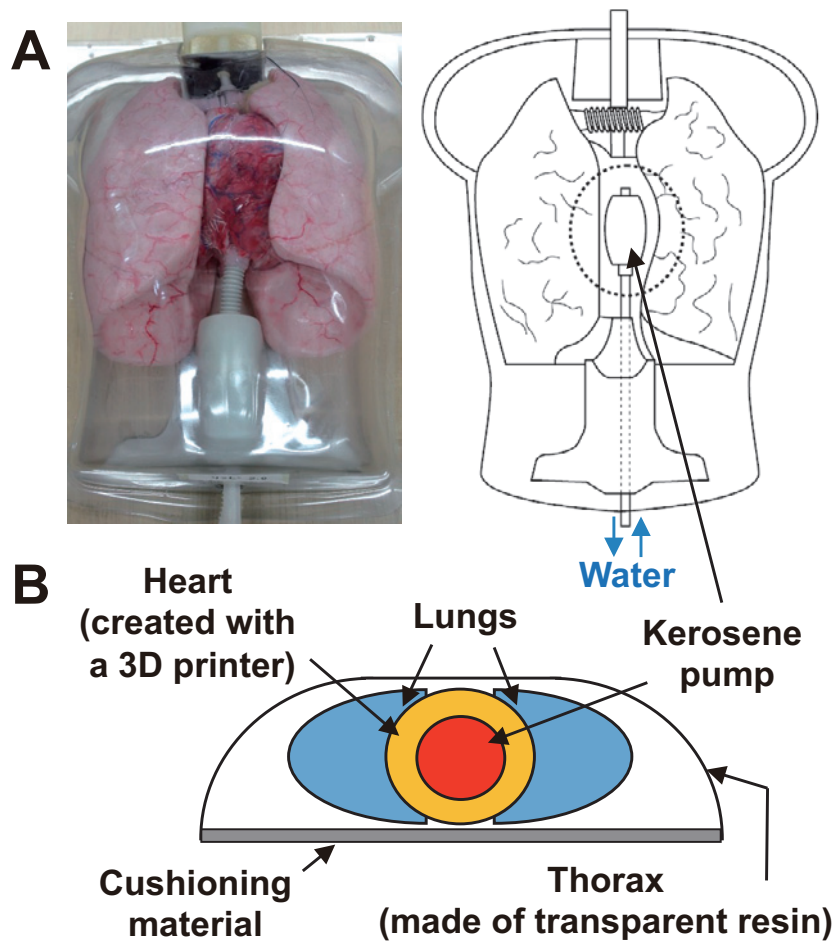 A
Water
B
Heart
(created with
a 3D printer)
Lungs
Kerosene
pump
Cushioning
material
Thorax
(made of transparent resin)